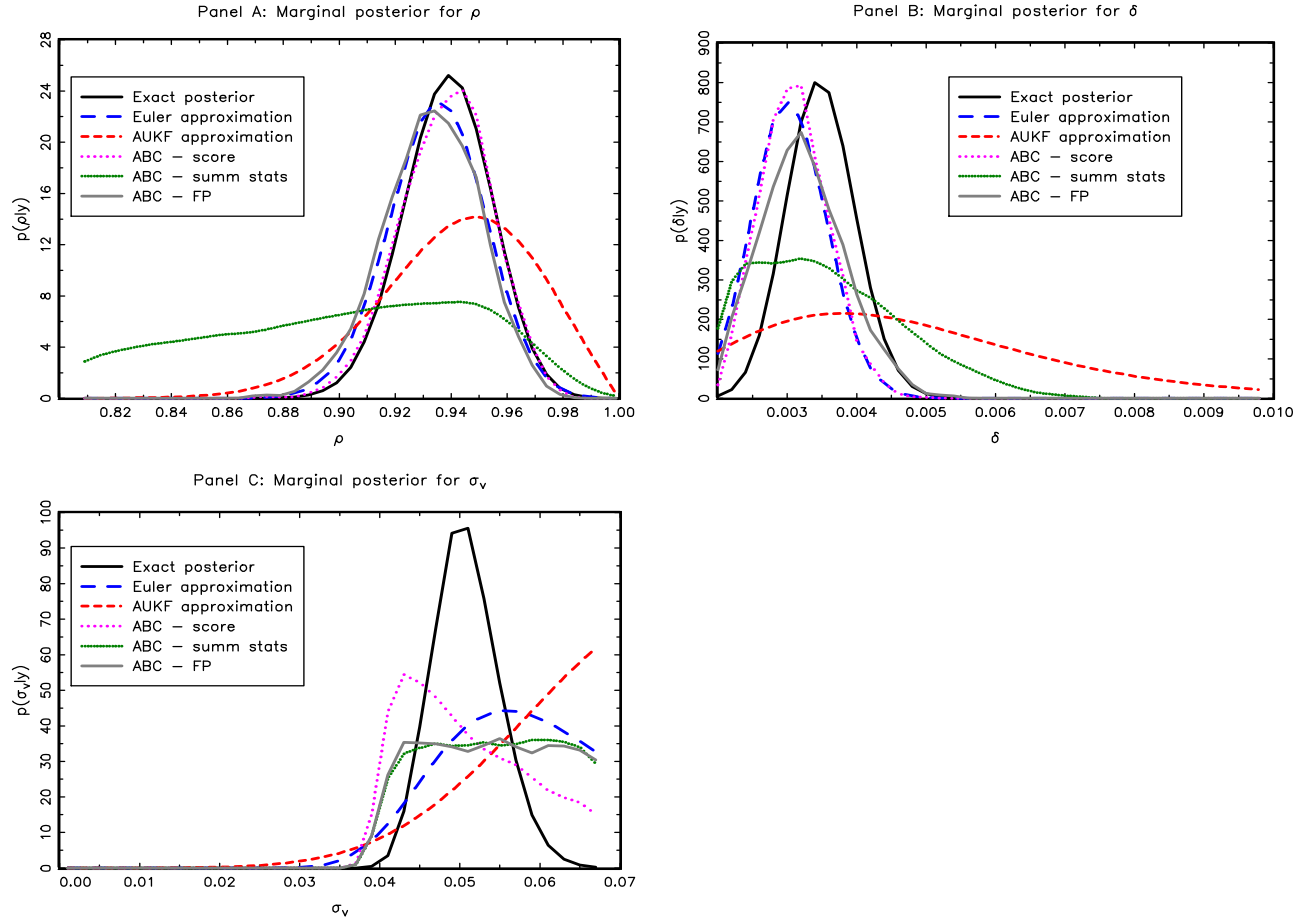 Panel A: Marginal posterior for ρ
p(ρ|y)
28
24
20
16
12
8
4
0
Exact posterior
Euler approximation
AUKF approximation
ABC – score
ABC – summ stats
ABC – FP
0.82 0.84 0.86 0.88 0.90 0.92 0.94 0.96 0.98 1.00
ρ
Panel B: Marginal posterior for δ
p(δ|y)
900
800
700
600
500
400
300
200
100
0
Exact posterior
Euler approximation
AUKF approximation
ABC – score
ABC – summ stats
ABC – FP
0.003 0.004 0.005 0.006 0.007 0.008 0.009 0.010
δ
Panel C: Marginal posterior for σv
p(σv|y)
100
90
80
70
60
50
40
30
20
10
0
Exact posterior
Euler approximation
AUKF approximation
ABC – score
ABC – summ stats
ABC – FP
0.00 0.01 0.02 0.03 0.04 0.05 0.06 0.07
σv